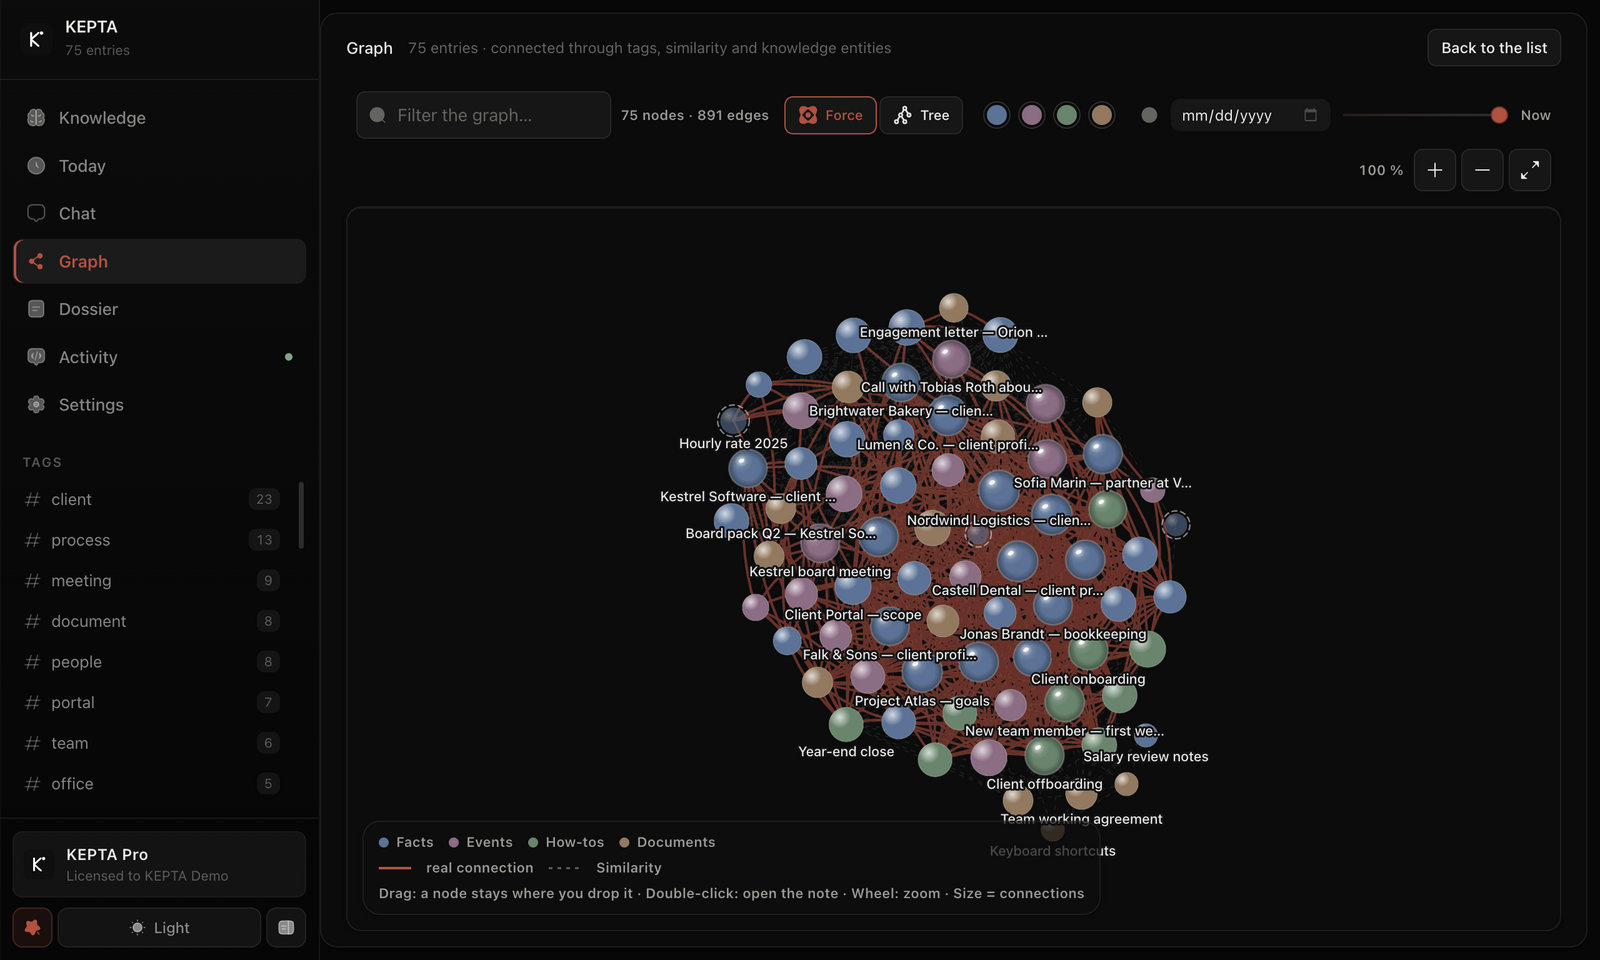 KEPTA
75 entries
Knowledge
Today
Chat
Graph
Dossier
Activity
Settings
TAGS
# client 23
# process 13
# meeting 9
# document 8
# people 8
# portal 7
# team 6
# office 5
KEPTA Pro
Licensed to KEPTA Demo
Light
Graph 75 entries · connected through tags, similarity and knowledge entities
Back to the list
Filter the graph...
75 nodes · 891 edges
Force
Tree
mm/dd/yyyy
Now
100 %
Engagement letter — Orion ...
Call with Tobias Roth abou...
Brightwater Bakery — clien...
Hourly rate 2025
Lumen & Co. — client profi...
Sofia Marin — partner at V...
Kestrel Software — client ...
Nordwind Logistics — clien...
Board pack Q2 — Kestrel So...
Kestrel board meeting
Castell Dental — client pr...
Client Portal — scope
Jonas Brandt — bookkeeping
Falk & Sons — client profi...
Client onboarding
Project Atlas — goals
New team member — first we...
Year-end close
Salary review notes
Client offboarding
Team working agreement
Keyboard shortcuts
Facts Events How-tos Documents
real connection Similarity
Drag: a node stays where you drop it · Double-click: open the note · Wheel: zoom · Size = connections